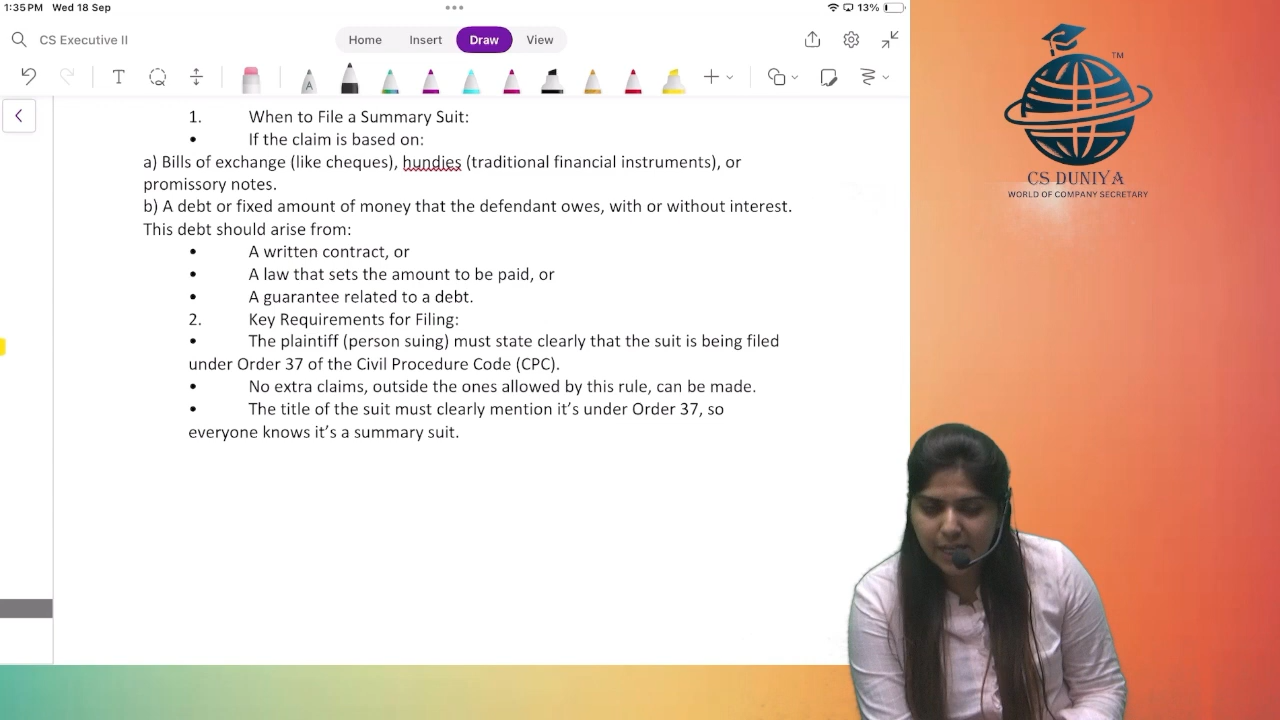 1:35 PM Wed 18 Sep
13%
CS Executive II
Home Insert Draw View
T
A
1. When to File a Summary Suit:
• If the claim is based on:
a) Bills of exchange (like cheques), hundies (traditional financial instruments), or
promissory notes.
b) A debt or fixed amount of money that the defendant owes, with or without interest.
This debt should arise from:
• A written contract, or
• A law that sets the amount to be paid, or
• A guarantee related to a debt.
2. Key Requirements for Filing:
• The plaintiff (person suing) must state clearly that the suit is being filed
under Order 37 of the Civil Procedure Code (CPC).
• No extra claims, outside the ones allowed by this rule, can be made.
• The title of the suit must clearly mention it's under Order 37, so
everyone knows it's a summary suit.
TM
CS DUNIYA
WORLD OF COMPANY SECRETARY